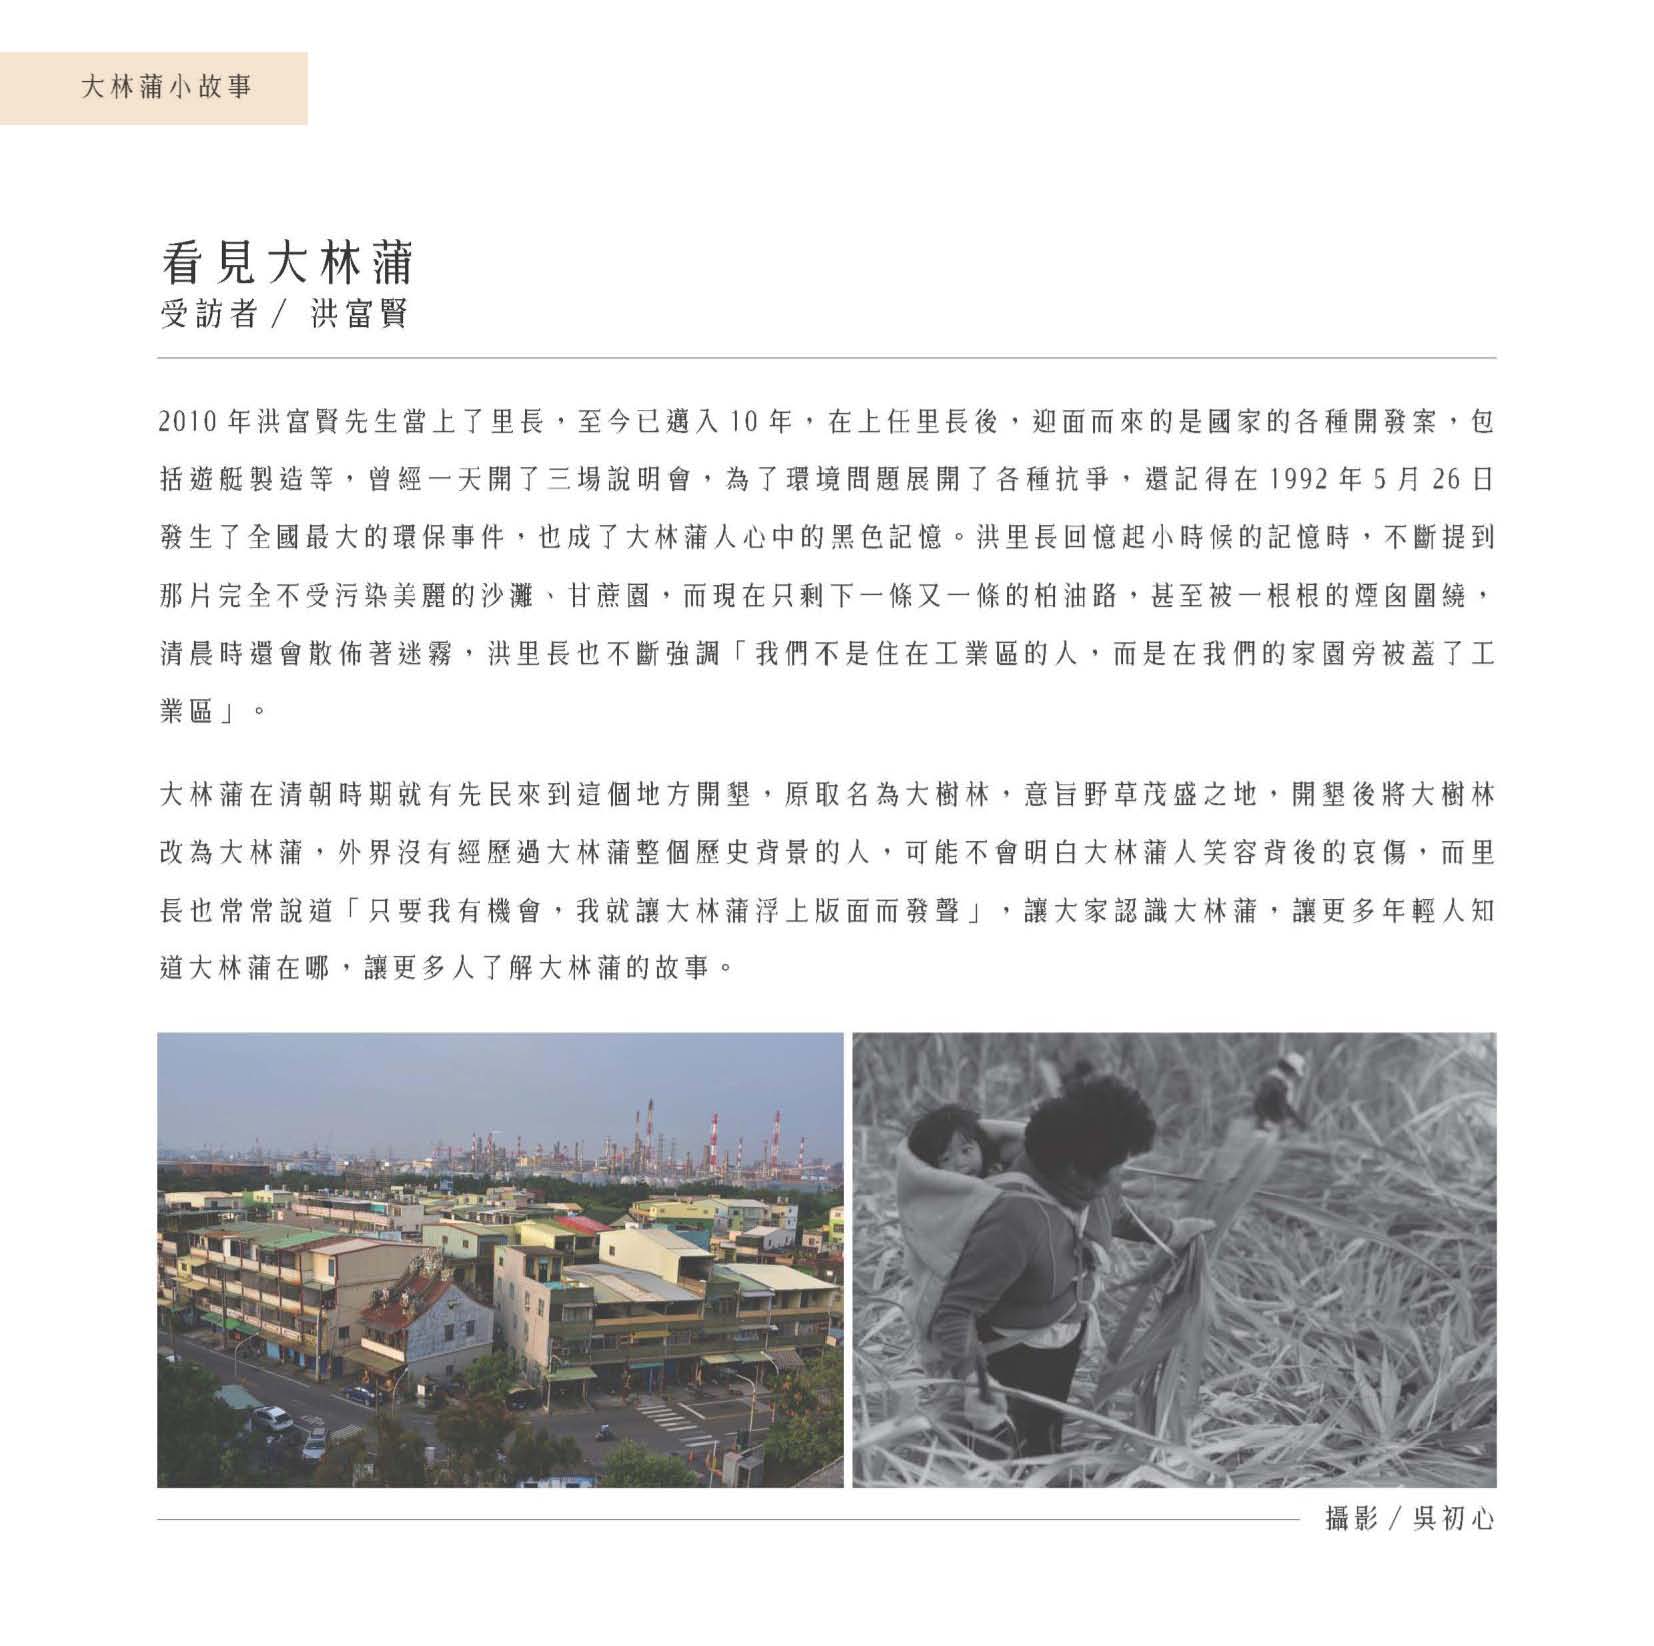 大林蒲小故事
看見大林蒲
受訪者 / 洪富賢
2010 年洪富賢先生當上了里長，至今已邁入 10 年，在上任里長後，迎面而來的是國家的各種開發案，包
括遊艇製造等，曾經一天開了三場說明會，為了環境問題展開了各種抗爭，還記得在 1992 年 5 月 26 日
發生了全國最大的環保事件，也成了大林蒲人心中的黑色記憶。洪里長回憶起小時候的記憶時，不斷提到
那片完全不受污染美麗的沙灘、甘蔗園，而現在只剩下一條又一條的柏油路，甚至被一根根的煙囪圍繞，
清晨時還會散佈著迷霧，洪里長也不斷強調「我們不是住在工業區的人，而是在我們的家園旁被蓋了工
業區」。
大林蒲在清朝時期就有先民來到這個地方開墾，原取名為大樹林，意旨野草茂盛之地，開墾後將大樹林
改為大林蒲，外界沒有經歷過大林蒲整個歷史背景的人，可能不會明白大林蒲人笑容背後的哀傷，而里
長也常常說道「只要我有機會，我就讓大林蒲浮上版面而發聲」，讓大家認識大林蒲，讓更多年輕人知
道大林蒲在哪，讓更多人了解大林蒲的故事。
攝影 / 吳初心